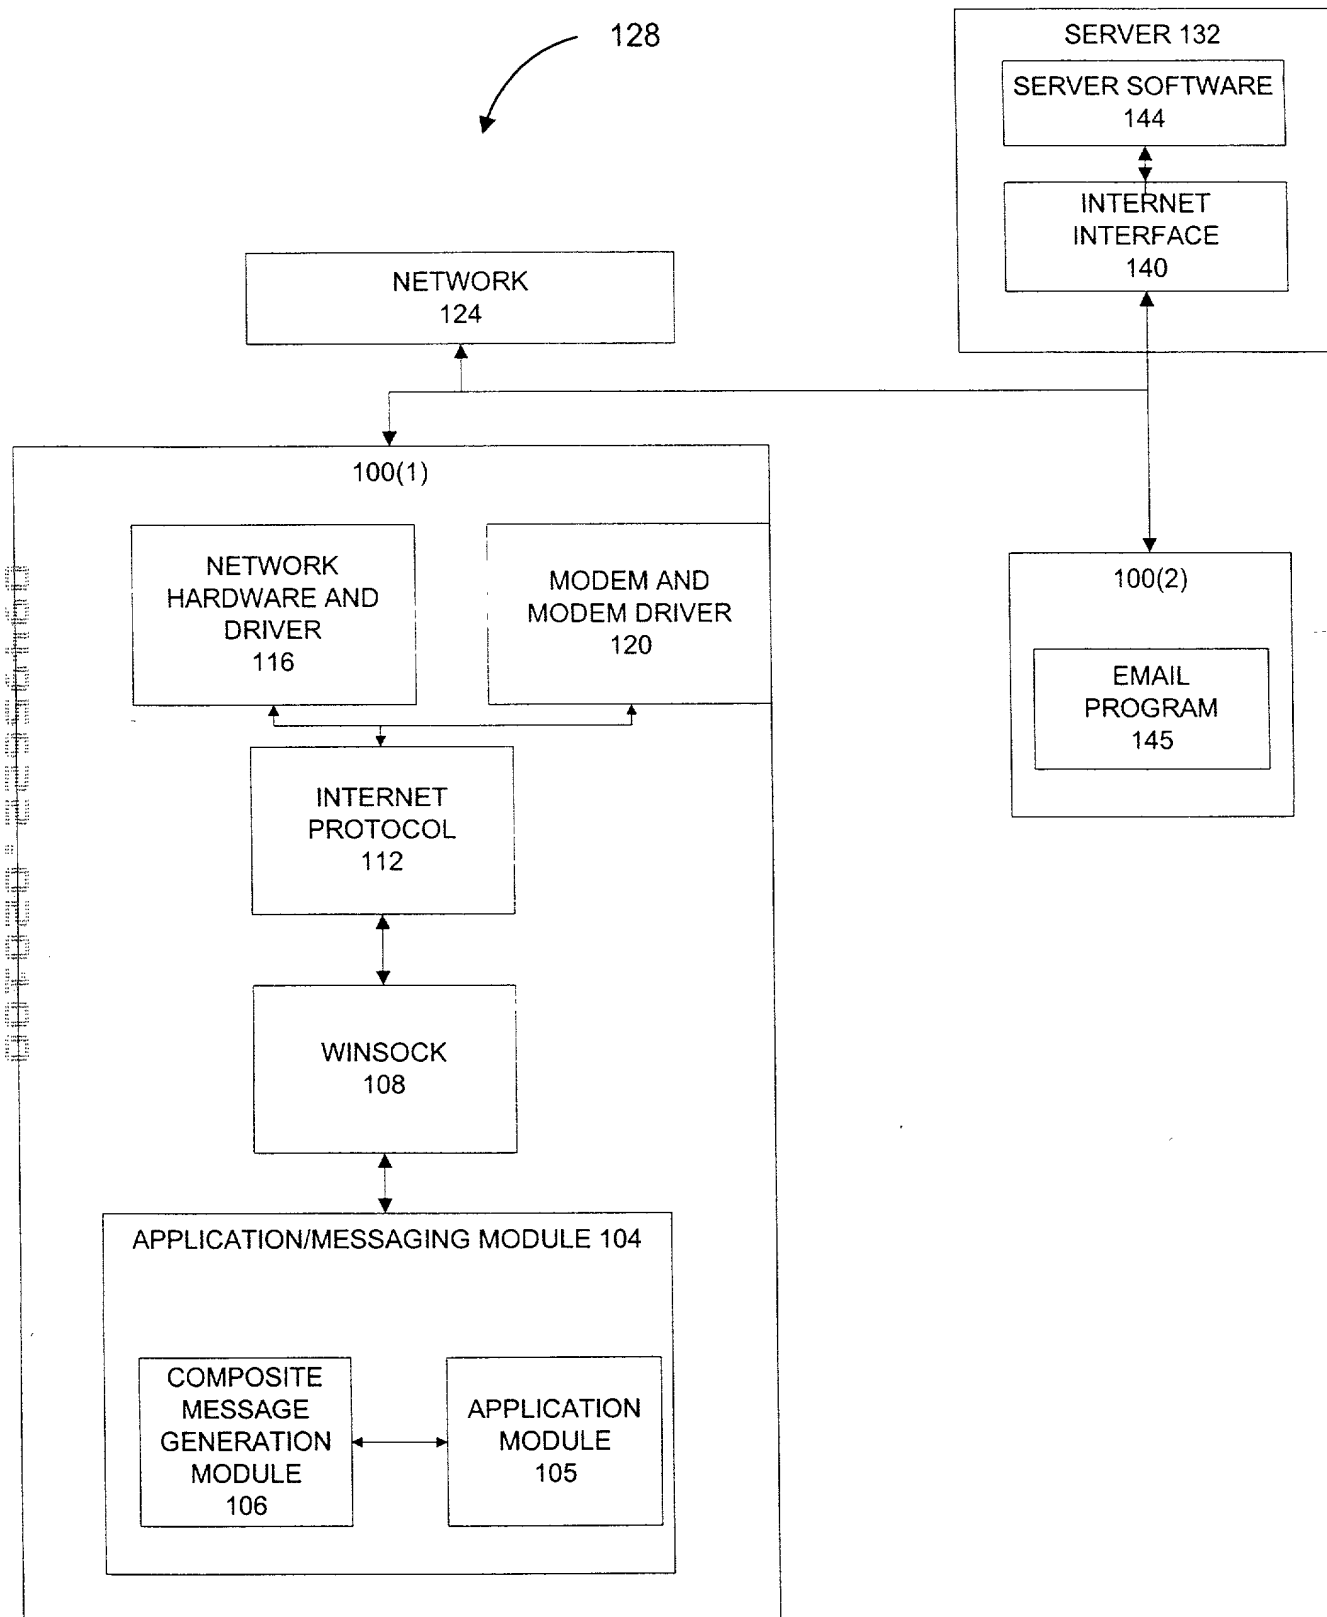 128
SERVER 132
SERVER SOFTWARE
144
INTERNET
INTERFACE
140
NETWORK
124
100(1)
NETWORK
HARDWARE AND
DRIVER
116
MODEM AND
MODEM DRIVER
120
100(2)
EMAIL
PROGRAM
145
INTERNET
PROTOCOL
112
WINSOCK
108
APPLICATION/MESSAGING MODULE 104
COMPOSITE
MESSAGE
GENERATION
MODULE
106
APPLICATION
MODULE
105